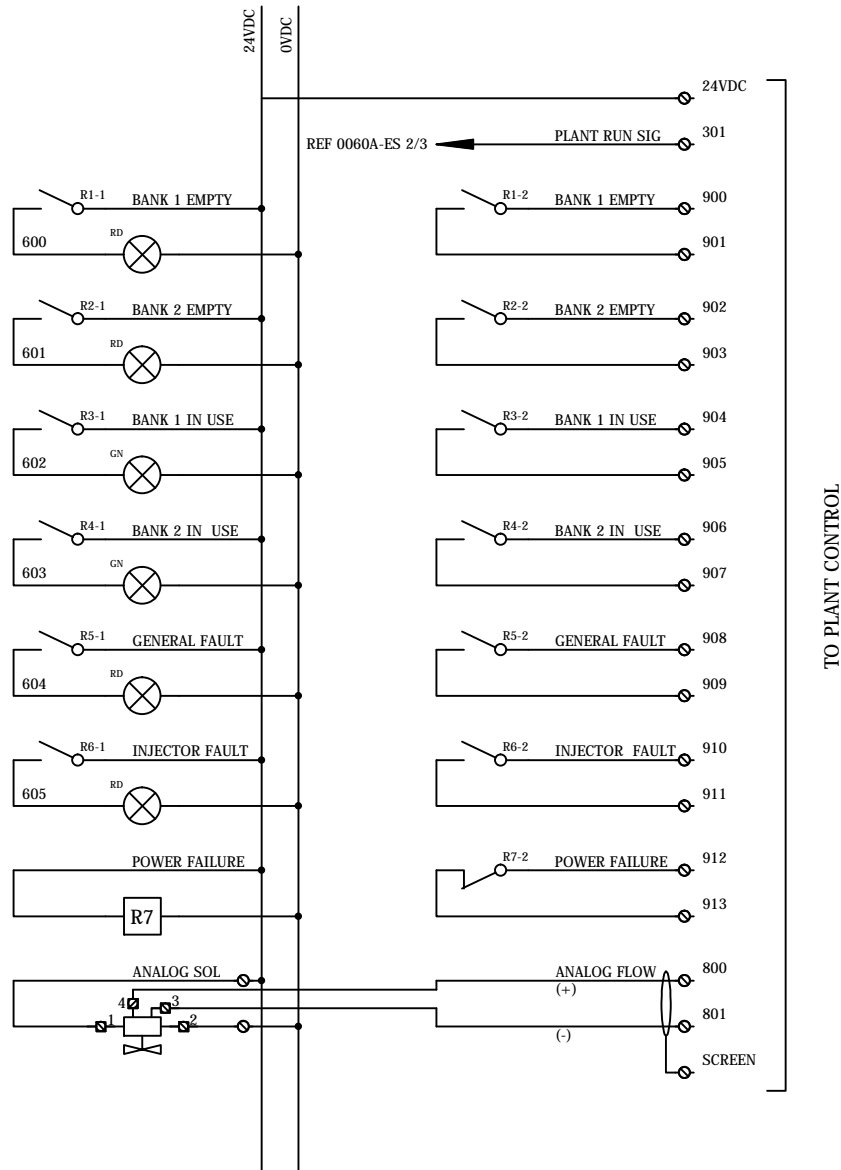 24VDC
0VDC
24VDC
REF 0060A-ES 2/3
PLANT RUN SIG
301
R1-1
BANK 1 EMPTY
R1-2
BANK 1 EMPTY
900
600
RD
901
R2-1
BANK 2 EMPTY
R2-2
BANK 2 EMPTY
902
601
RD
903
R3-1
BANK 1 IN USE
R3-2
BANK 1 IN USE
904
602
GN
905
R4-1
BANK 2 IN  USE
R4-2
BANK 2 IN  USE
906
603
GN
907
R5-1
GENERAL FAULT
R5-2
GENERAL FAULT
908
604
RD
909
R6-1
INJECTOR FAULT
R6-2
INJECTOR  FAULT
910
605
RD
911
POWER FAILURE
R7-2
POWER FAILURE
912
R7
913
ANALOG SOL
ANALOG FLOW
800
(+)
4
3
1
2
801
(-)
SCREEN
TO PLANT CONTROL